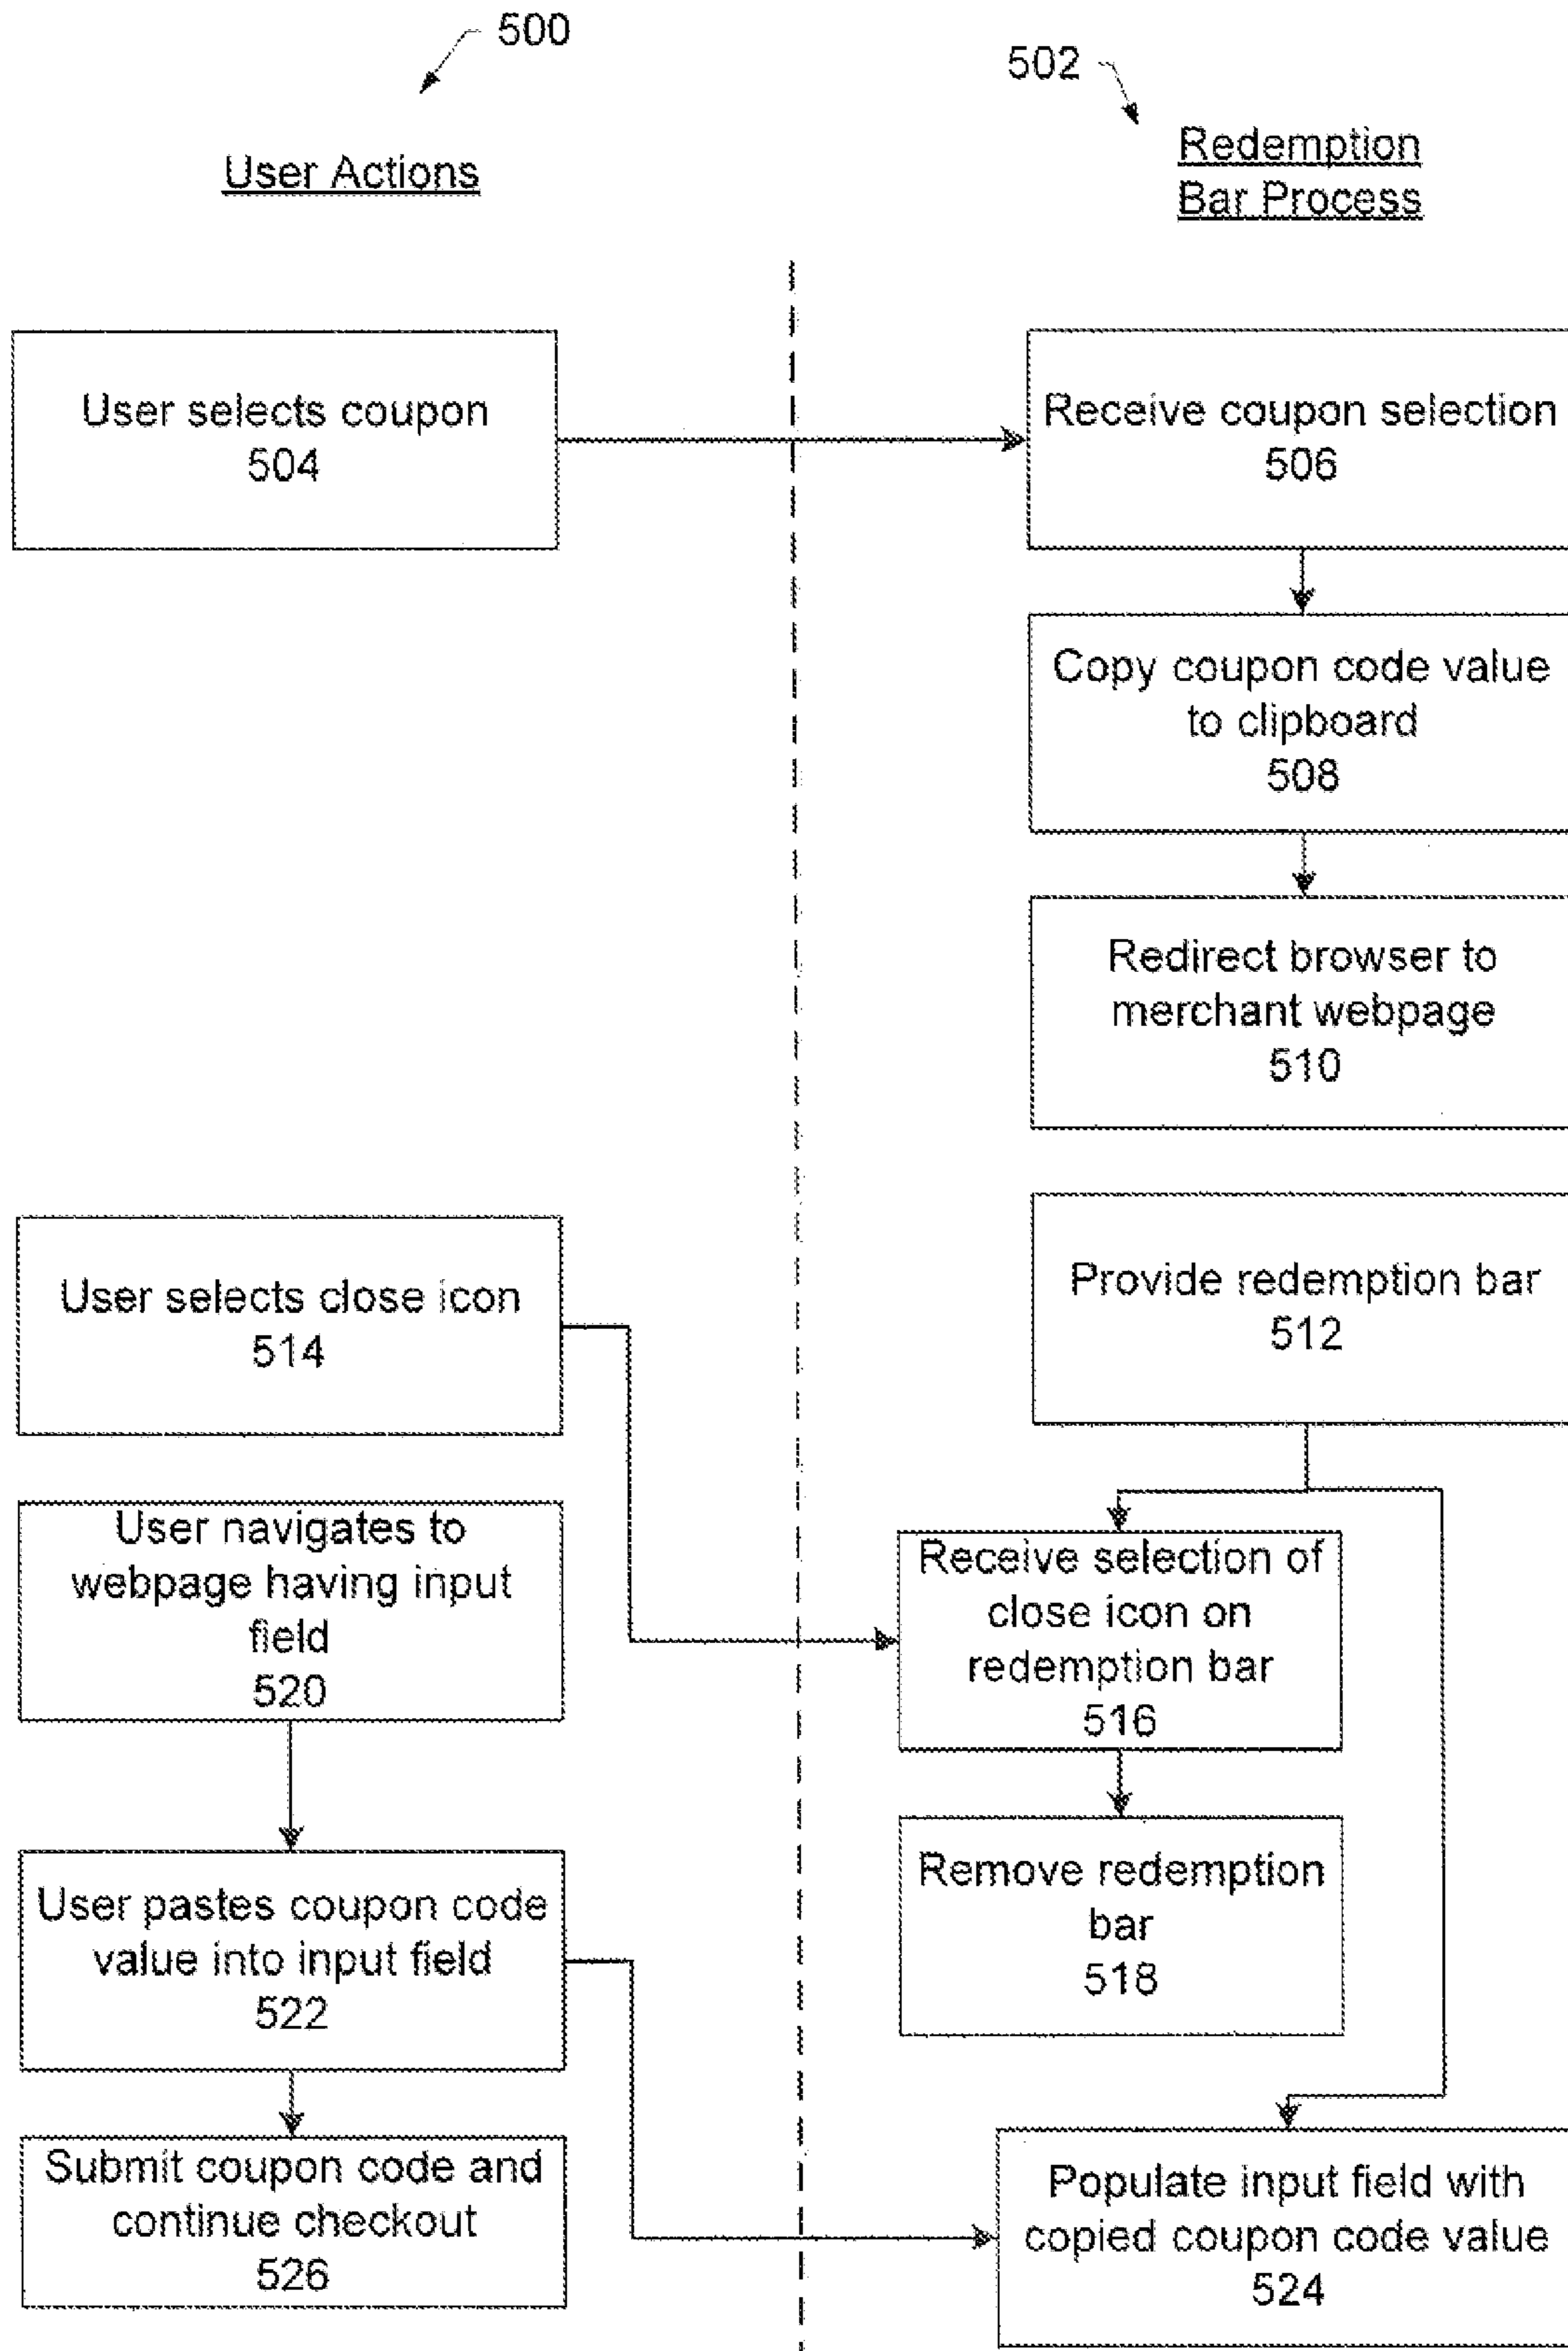 500
502
User Actions
Redemption
Bar Process
User selects coupon
504
Receive coupon selection
506
Copy coupon code value
to clipboard
508
Redirect browser to
merchant webpage
510
Provide redemption bar
512
User selects close icon
514
User navigates to
webpage having input
field
520
Receive selection of
close icon on
redemption bar
516
Remove redemption
bar
518
User pastes coupon code
value into input field
522
Submit coupon code and
continue checkout
526
Populate input field with
copied coupon code value
524